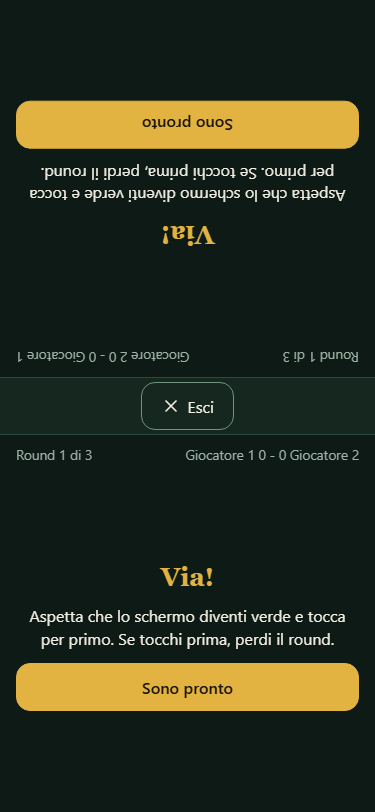 Sono pronto
Aspetta che lo schermo diventi verde e tocca
per primo. Se tocchi prima, perdi il round.
Via!
Round 1 di 3
Giocatore 2 0 - 0 Giocatore 1
Esci
Round 1 di 3
Giocatore 1 0 - 0 Giocatore 2
Via!
Aspetta che lo schermo diventi verde e tocca
per primo. Se tocchi prima, perdi il round.
Sono pronto